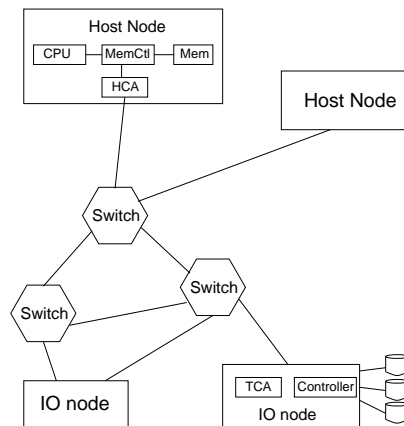 Host Node
CPU MemCtl Mem
HCA
Host Node
Switch
Switch
Switch
TCA Controller
IO node
IO node